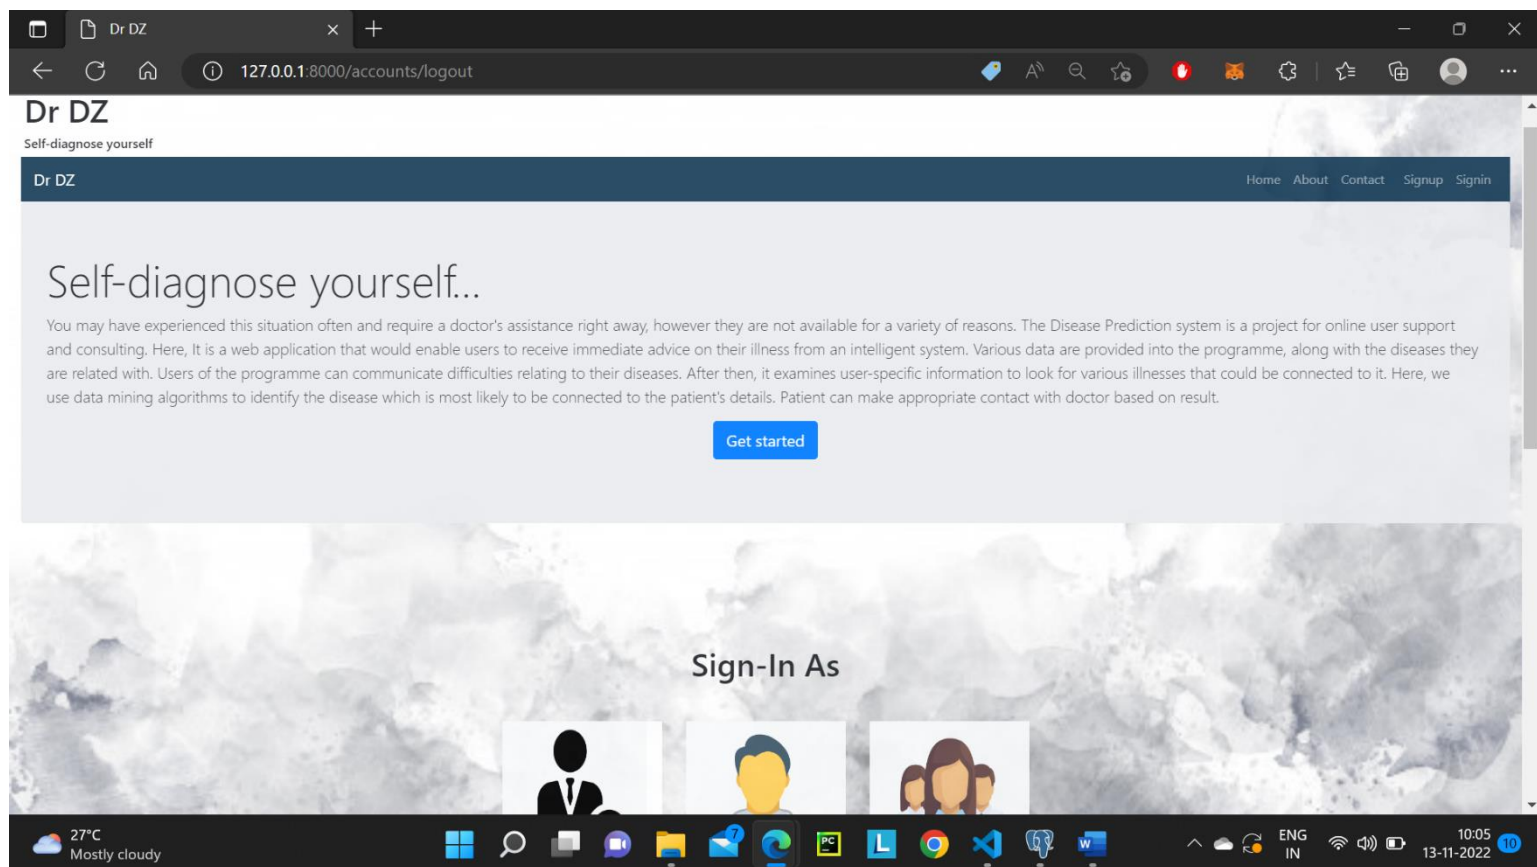 Dr DZ
127.0.0.1:8000/accounts/logout
Dr DZ
Self-diagnose yourself
Dr DZ
Home About Contact Signup Signin
Self-diagnose yourself...
You may have experienced this situation often and require a doctor's assistance right away, however they are not available for a variety of reasons. The Disease Prediction system is a project for online user support
and consulting. Here, It is a web application that would enable users to receive immediate advice on their illness from an intelligent system. Various data are provided into the programme, along with the diseases they
are related with. Users of the programme can communicate difficulties relating to their diseases. After then, it examines user-specific information to look for various illnesses that could be connected to it. Here, we
use data mining algorithms to identify the disease which is most likely to be connected to the patient's details. Patient can make appropriate contact with doctor based on result.
Get started
Sign-In As
27°C
Mostly cloudy
7
PC
L
W
ENG
IN
10:05
13-11-2022
10